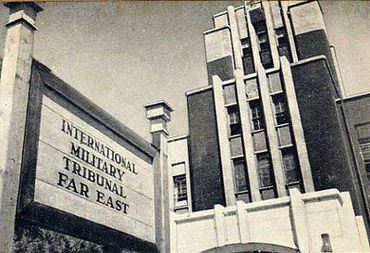 INTERNATIONAL
MILITARY
TRIBUNAL
FAR EAST